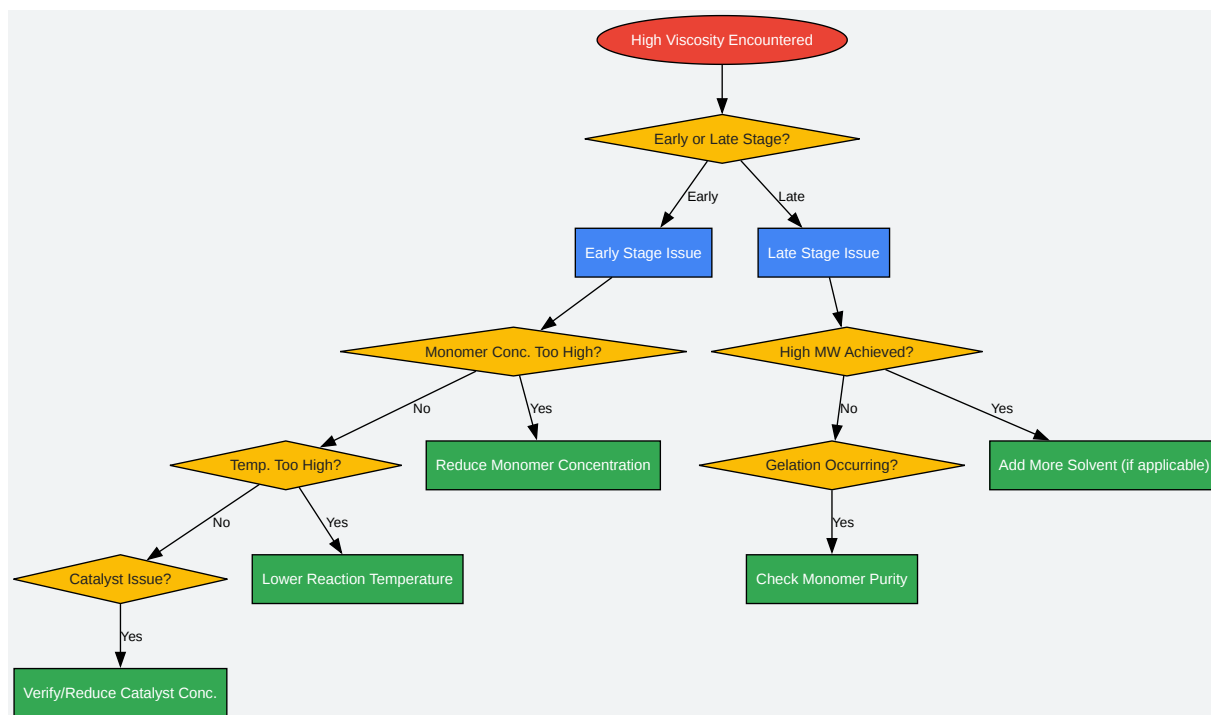 High Viscosity Encountered
Early or Late Stage?
Early
Late
Early Stage Issue
Late Stage Issue
Monomer Conc. Too High?
High MW Achieved?
No
Yes
No
Yes
Temp. Too High?
Reduce Monomer Concentration
Gelation Occurring?
Add More Solvent (if applicable)
No
Yes
Yes
Catalyst Issue?
Lower Reaction Temperature
Check Monomer Purity
Yes
Verify/Reduce Catalyst Conc.